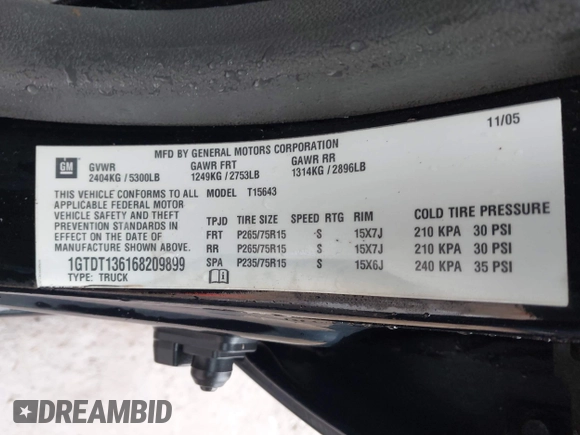 11/05
MFD BY GENERAL MOTORS CORPORATION
GM
GVWR GAWR FRT GAWR RR
2404KG / 5300LB 1249KG / 2753LB 1314KG / 2896LB
THIS VEHICLE CONFORMS TO ALL MODEL T15643
APPLICABLE FEDERAL MOTOR
VEHICLE SAFETY AND THEFT
PREVENTION STANDARDS IN
EFFECT ON THE DATE OF
MANUFACTURE SHOWN ABOVE.
1GTDT136168209899
TYPE: TRUCK
TPJD TIRE SIZE SPEED RTG RIM COLD TIRE PRESSURE
FRT P265/75R15 S 15X7J 210 KPA 30 PSI
RR P265/75R15 S 15X7J 210 KPA 30 PSI
SPA P235/75R15 S 15X6J 240 KPA 35 PSI
DREAMBID